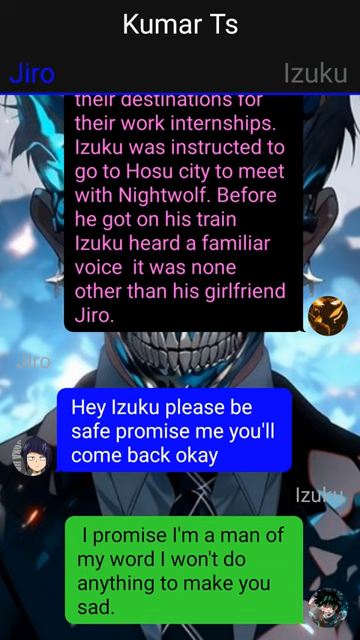 Kumar Ts
Jiro
Izuku
their destinations for
their work internships.
Izuku was instructed to
go to Hosu city to meet
with Nightwolf. Before
he got on his train
Izuku heard a familiar
voice  it was none
other than his girlfriend
Jiro.
Jiro
Hey Izuku please be
safe promise me you'll
come back okay
Izuku
I promise I'm a man of
my word I won't do
anything to make you
sad.